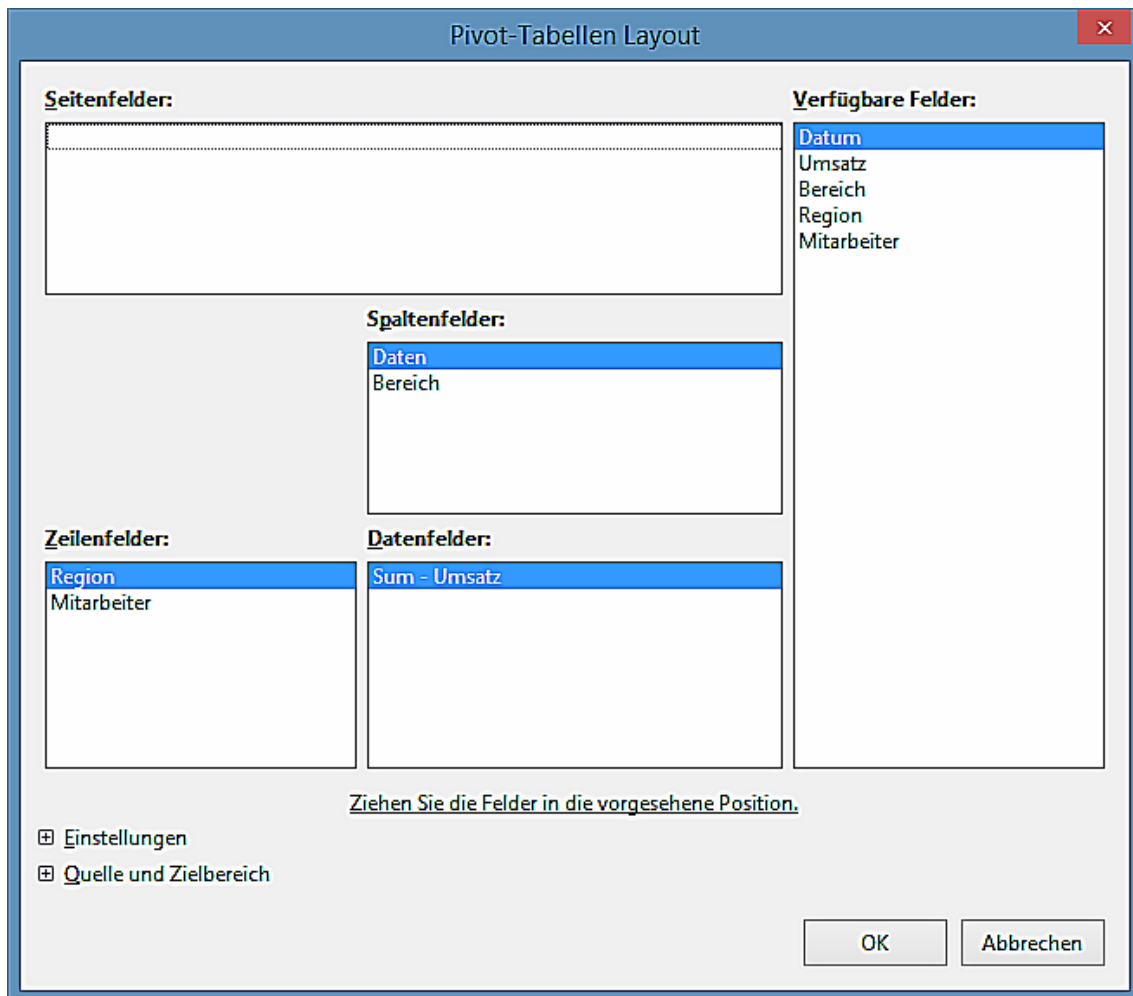 Pivot-Tabellen Layout
Seitenfelder:
Verfügbare Felder:
Datum
Umsatz
Bereich
Region
Mitarbeiter
Spaltenfelder:
Daten
Bereich
Zeilenfelder:
Region
Mitarbeiter
Datenfelder:
Sum - Umsatz
Ziehen Sie die Felder in die vorgesehene Position.
Einstellungen
Quelle und Zielbereich
OK
Abbrechen